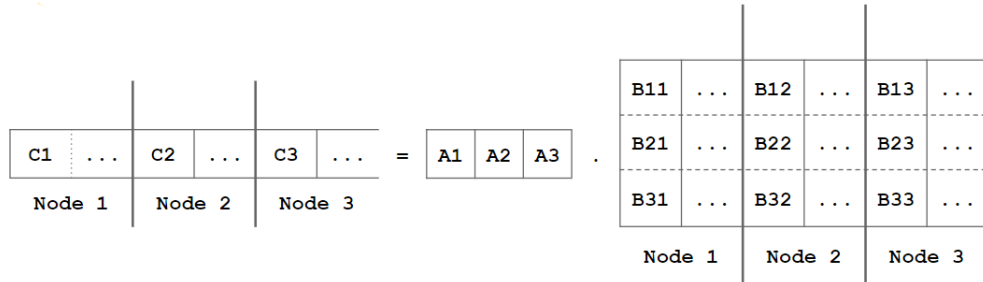 B11 ... B12 ... B13 ...
C1 ... C2 ... C3 ... = A1 A2 A3 . B21 ... B22 ... B23 ...
B31 ... B32 ... B33 ...
Node 1 Node 2 Node 3
Node 1 Node 2 Node 3